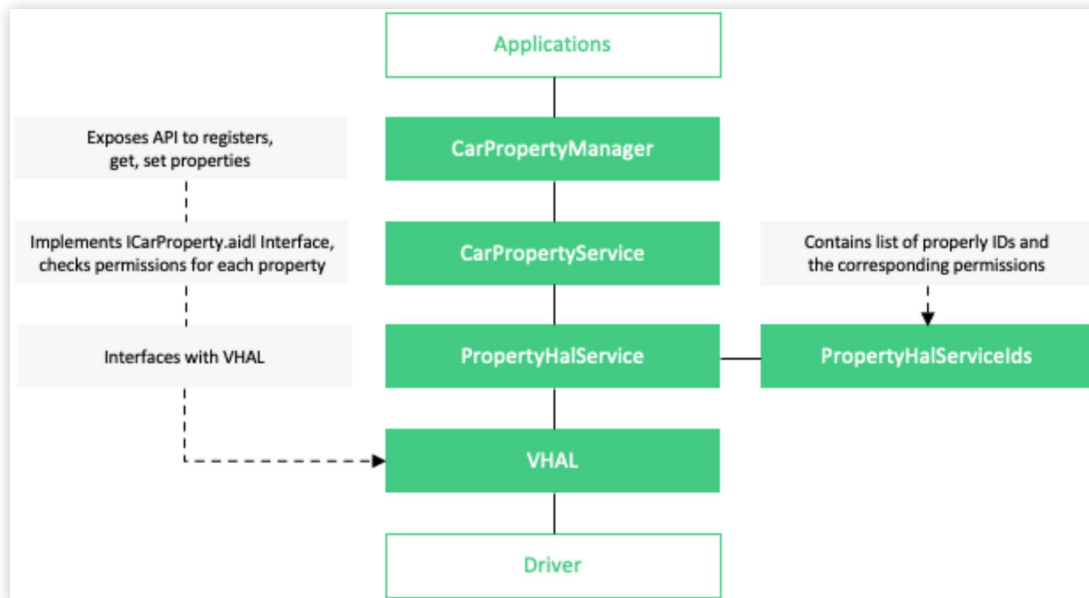 Applications
Exposes API to registers,
get, set properties
CarPropertyManager
Implements ICarProperty.aidl Interface,
checks permissions for each property
CarPropertyService
Contains list of properly IDs and
the corresponding permissions
Interfaces with VHAL
PropertyHalService
PropertyHalServiceIds
VHAL
Driver